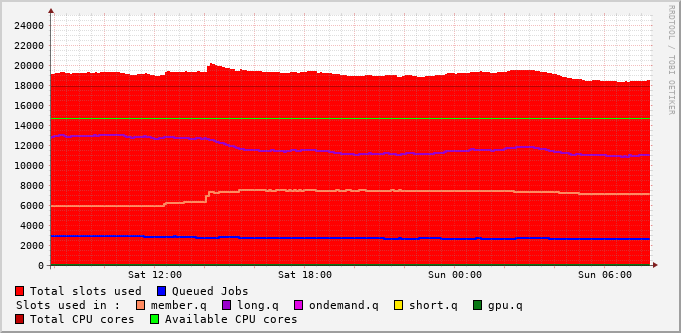 RRDTOOL / TOBI OETIKER
24000
22000
20000
18000
16000
14000
12000
10000
8000
6000
4000
2000
0
Sat 12:00 Sat 18:00 Sun 00:00 Sun 06:00
Total slots used Queued Jobs
Slots used in : member.q long.q ondemand.q short.q gpu.q
Total CPU cores Available CPU cores